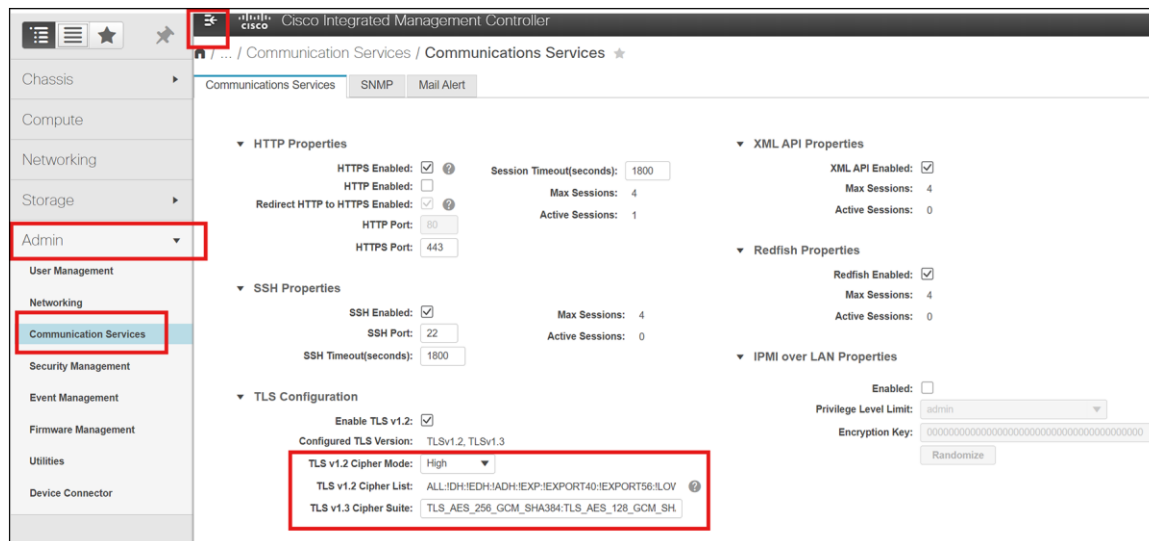 cisco Cisco Integrated Management Controller
/ ... / Communication Services / Communications Services
Chassis
Compute
Networking
Storage
Admin
User Management
Networking
Communication Services
Security Management
Event Management
Firmware Management
Utilities
Device Connector
Communications Services SNMP Mail Alert
HTTP Properties
HTTPS Enabled: ?
HTTP Enabled:
Redirect HTTP to HTTPS Enabled: ?
HTTP Port: 80
HTTPS Port: 443
Session Timeout(seconds): 1800
Max Sessions: 4
Active Sessions: 1
SSH Properties
SSH Enabled:
SSH Port: 22
SSH Timeout(seconds): 1800
Max Sessions: 4
Active Sessions: 0
TLS Configuration
Enable TLS v1.2:
Configured TLS Version: TLSv1.2, TLSv1.3
TLS v1.2 Cipher Mode: High
TLS v1.2 Cipher List: ALL:!DH:!EDH:!ADH:!EXP:!EXPORT40:!EXPORT56:!LOV ?
TLS v1.3 Cipher Suite: TLS_AES_256_GCM_SHA384:TLS_AES_128_GCM_SH
XML API Properties
XML API Enabled:
Max Sessions: 4
Active Sessions: 0
Redfish Properties
Redfish Enabled:
Max Sessions: 4
Active Sessions: 0
IPMI over LAN Properties
Enabled:
Privilege Level Limit: admin
Encryption Key: 0000000000000000000000000000000000000000
Randomize